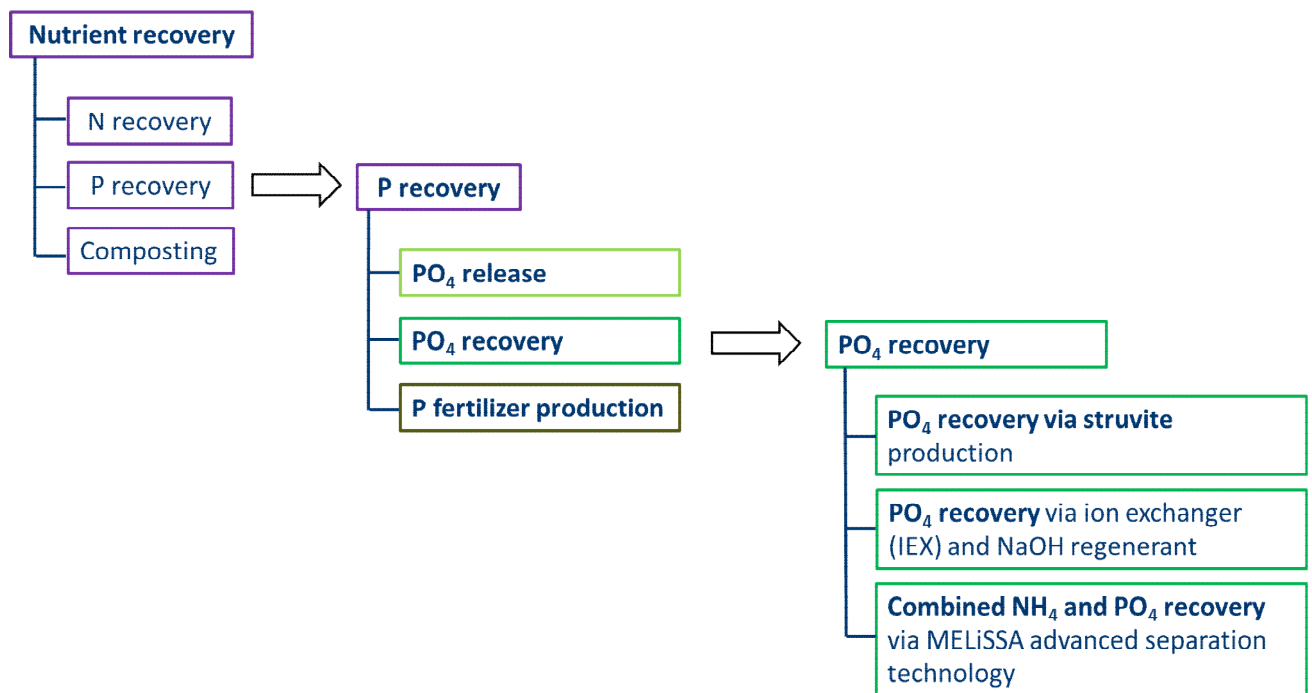 Nutrient recovery
N recovery
P recovery
Composting
P recovery
PO₄ release
PO₄ recovery
P fertilizer production
PO₄ recovery
PO₄ recovery via struvite
production
PO₄ recovery via ion exchanger
(IEX) and NaOH regenerant
Combined NH₄ and PO₄ recovery
via MELiSSA advanced separation
technology